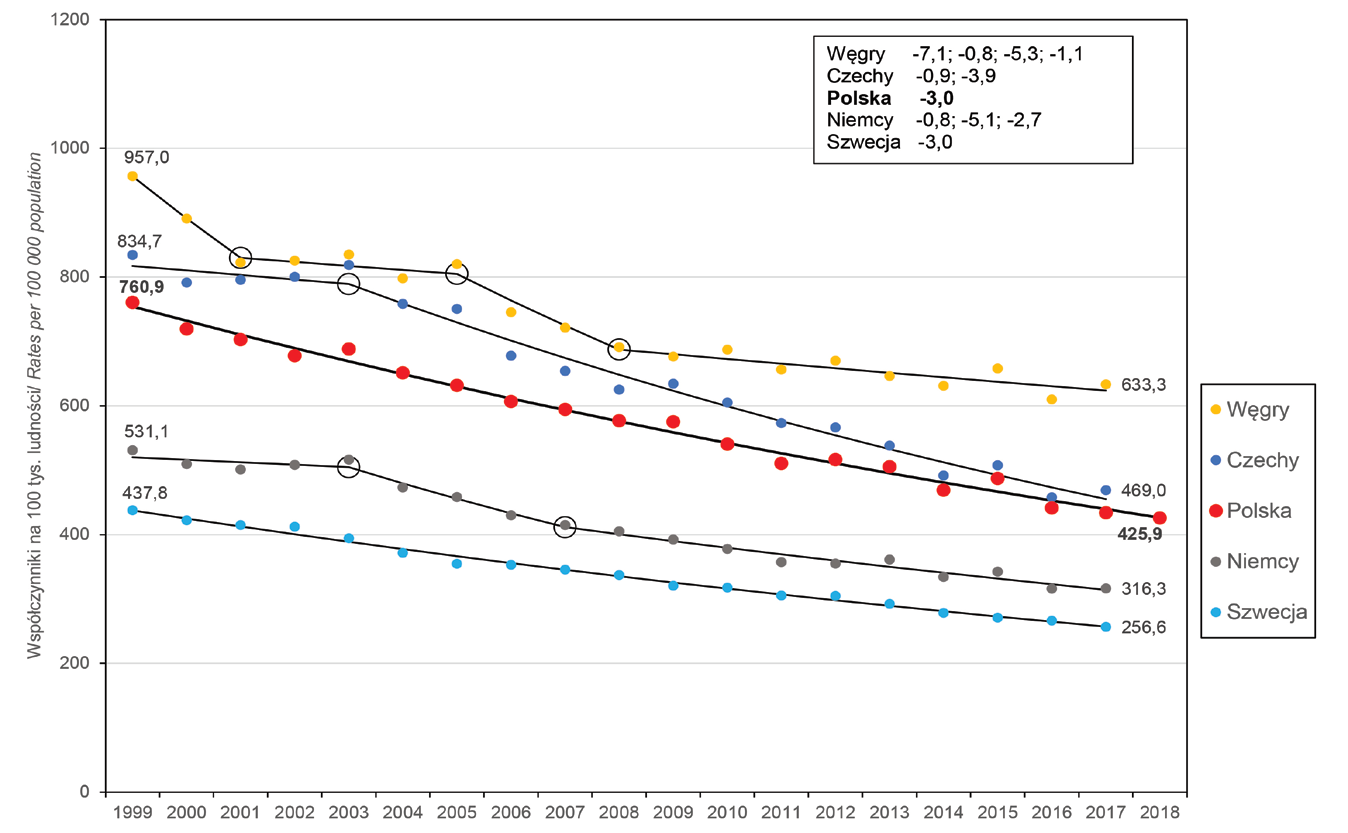 1200
1000
800
600
400
200
0
Współczynniki na 100 tys. ludności/ Rates per 100 000 population
Węgry -7,1; -0,8; -5,3; -1,1
Czechy -0,9; -3,9
Polska -3,0
Niemcy -0,8; -5,1; -2,7
Szwecja -3,0
957,0
834,7
760,9
531,1
437,8
633,3
469,0
425,9
316,3
256,6
Węgry
Czechy
Polska
Niemcy
Szwecja
1999 2000 2001 2002 2003 2004 2005 2006 2007 2008 2009 2010 2011 2012 2013 2014 2015 2016 2017 2018